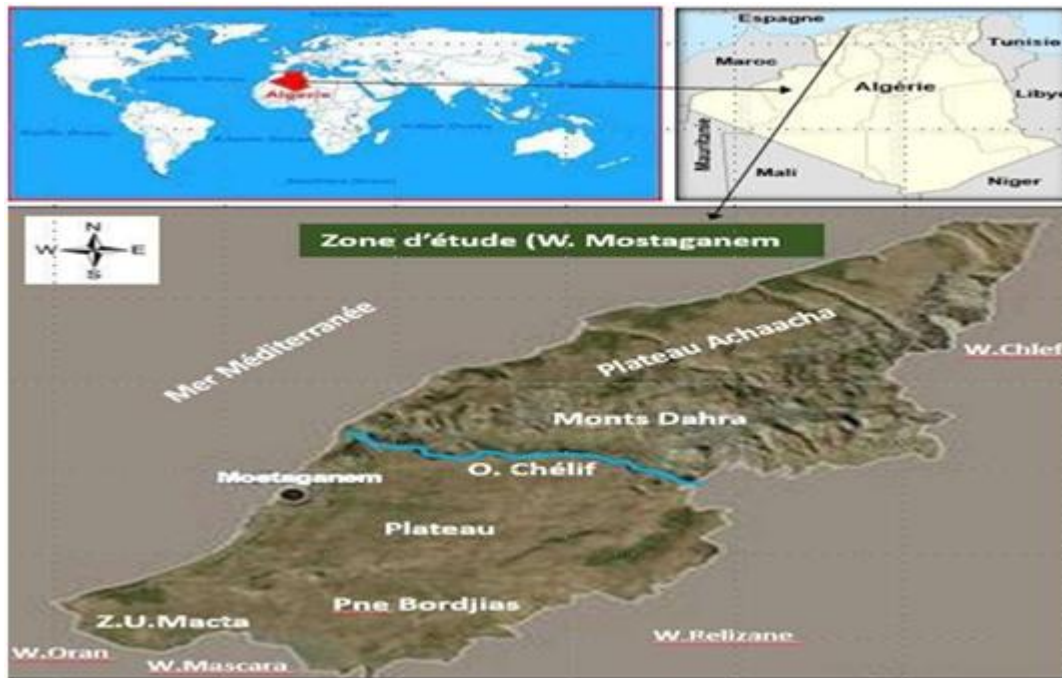 Algérie
Espagne
Maroc
Tunisie
Algérie
Libye
Mauritanie
Mali
Niger
N
W
E
S
Zone d'étude (W. Mostaganem
Mer Méditerranée
Plateau Achaacha
W.Chlef
Monts Dahra
O. Chélif
Mostaganem
Plateau
Pne Bordjias
Z.U.Macta
W.Relizane
W.Oran
W.Mascara